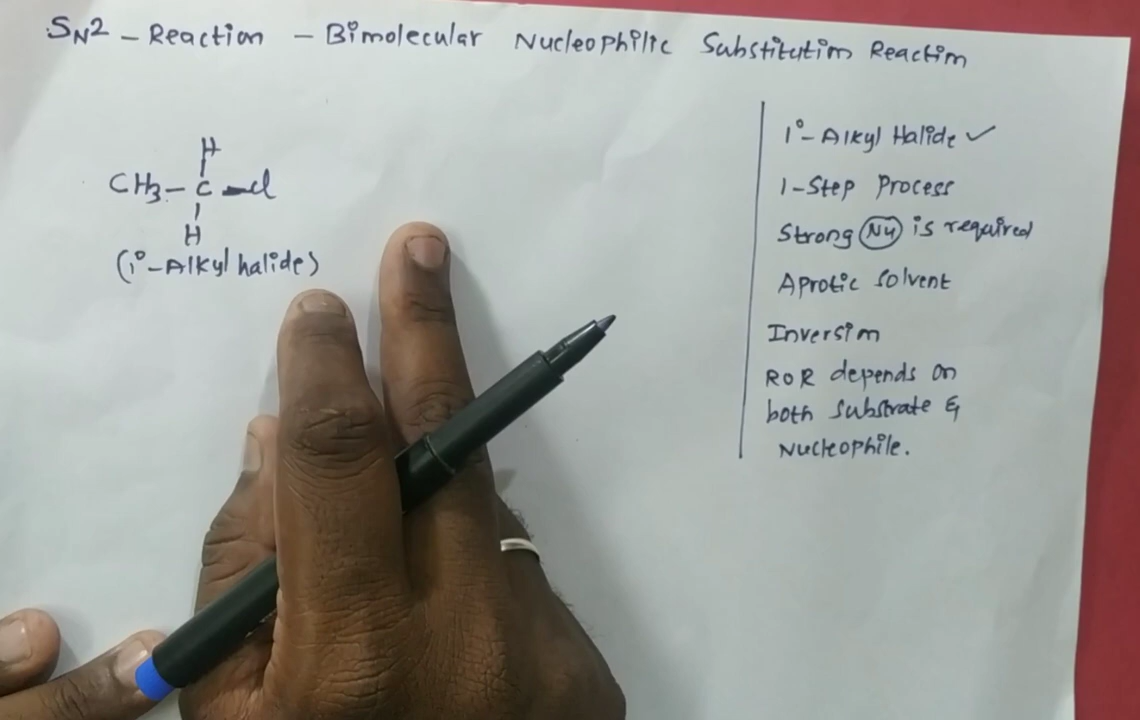 SN2 - Reaction - Bimolecular Nucleophilic Substitution Reaction
H
CH3 - C - Cl
H
(1°-Alkyl halide)
1°-Alkyl Halide ✓
1-Step Process
Strong Nu is required
Aprotic solvent
Inversion
ROR depends on
both substrate &
Nucleophile.